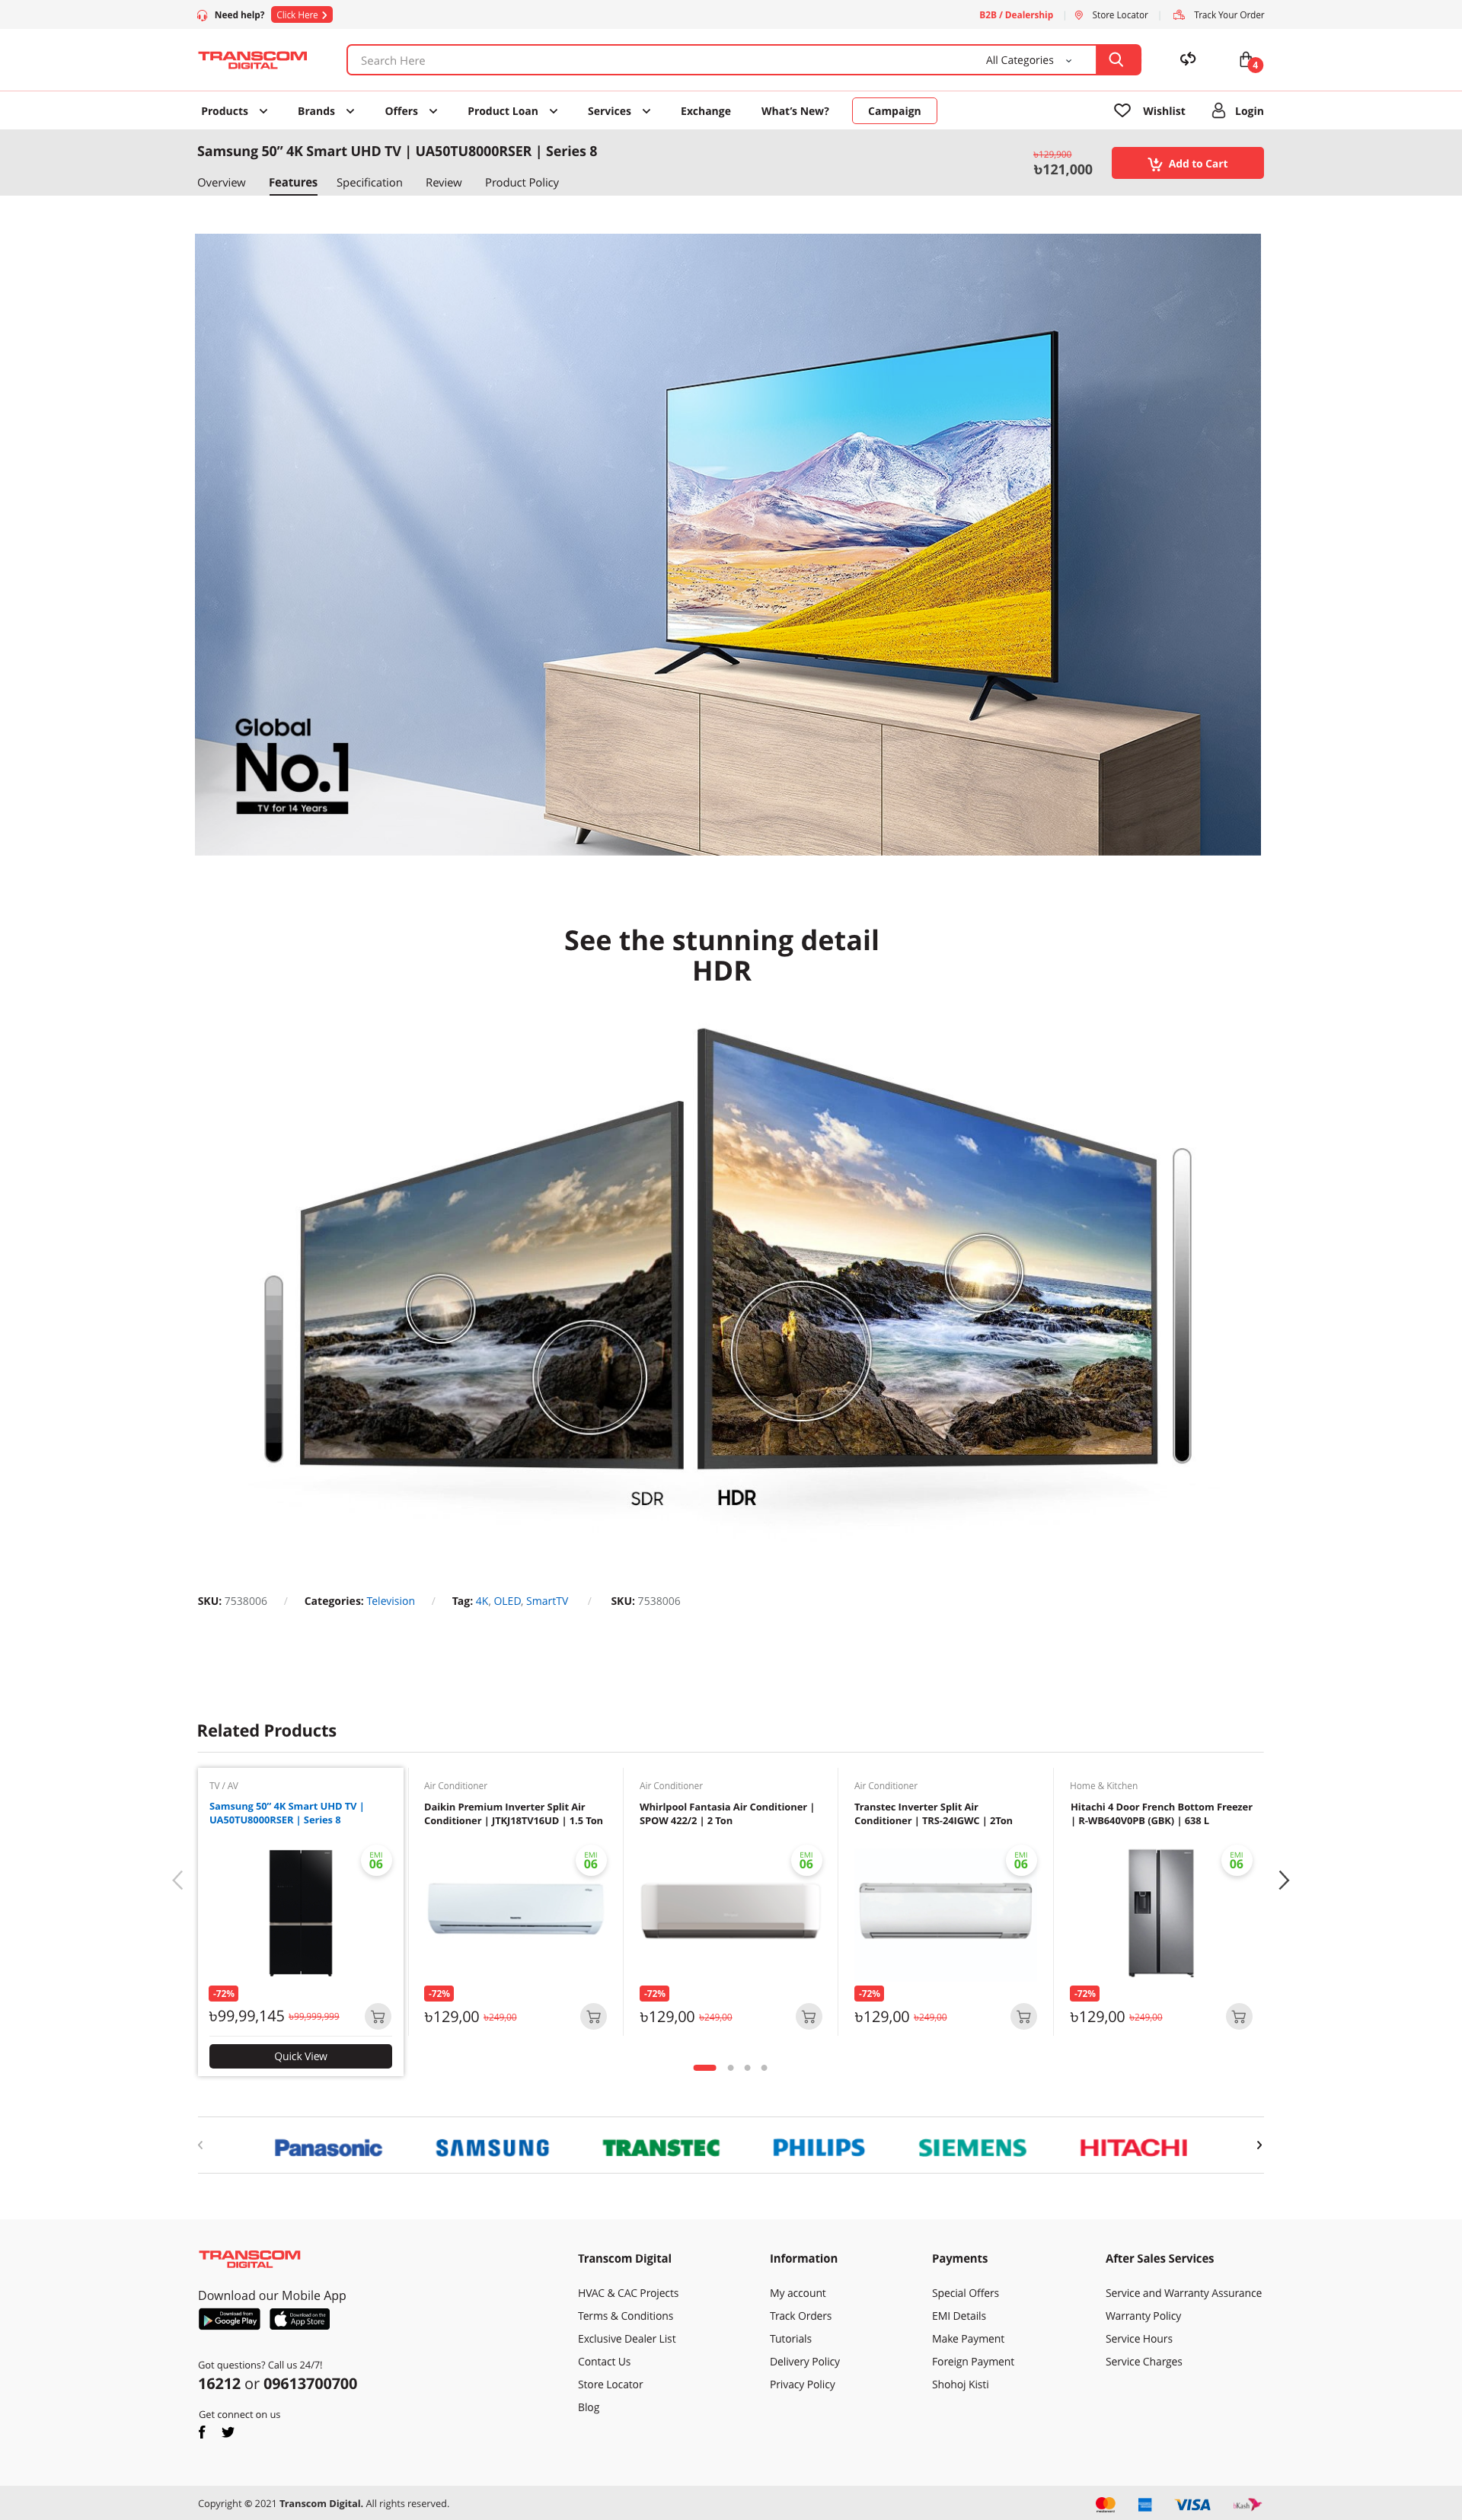 Need help? Click Here
B2B / Dealership | Store Locator | Track Your Order
TRANSCOM
DIGITAL
Search Here
All Categories
4
Products Brands Offers Product Loan Services Exchange What's New? Campaign Wishlist Login
Samsung 50” 4K Smart UHD TV | UA50TU8000RSER | Series 8
৳129,900
৳121,000
Add to Cart
Overview Features Specification Review Product Policy
Global
No.1
TV for 14 Years
See the stunning detail
HDR
SDR HDR
SKU: 7538006 / Categories: Television / Tag: 4K, OLED, SmartTV / SKU: 7538006
Related Products
TV / AV
Samsung 50” 4K Smart UHD TV |
UA50TU8000RSER | Series 8
EMI
06
-72%
৳99,99,145 ৳99,999,999
Quick View
Air Conditioner
Daikin Premium Inverter Split Air
Conditioner | JTKJ18TV16UD | 1.5 Ton
EMI
06
-72%
৳129,00 ৳249,00
Air Conditioner
Whirlpool Fantasia Air Conditioner |
SPOW 422/2 | 2 Ton
EMI
06
-72%
৳129,00 ৳249,00
Air Conditioner
Transtec Inverter Split Air
Conditioner | TRS-24IGWC | 2Ton
EMI
06
-72%
৳129,00 ৳249,00
Home & Kitchen
Hitachi 4 Door French Bottom Freezer
| R-WB640V0PB (GBK) | 638 L
EMI
06
-72%
৳129,00 ৳249,00
Panasonic SAMSUNG TRANSTEC PHILIPS SIEMENS HITACHI
TRANSCOM
DIGITAL
Download our Mobile App
Download from
Google Play
Download on the
App Store
Got questions? Call us 24/7!
16212 or 09613700700
Get connect on us
Transcom Digital
HVAC & CAC Projects
Terms & Conditions
Exclusive Dealer List
Contact Us
Store Locator
Blog
Information
My account
Track Orders
Tutorials
Delivery Policy
Privacy Policy
Payments
Special Offers
EMI Details
Make Payment
Foreign Payment
Shohoj Kisti
After Sales Services
Service and Warranty Assurance
Warranty Policy
Service Hours
Service Charges
Copyright © 2021 Transcom Digital. All rights reserved.
VISA
bKash